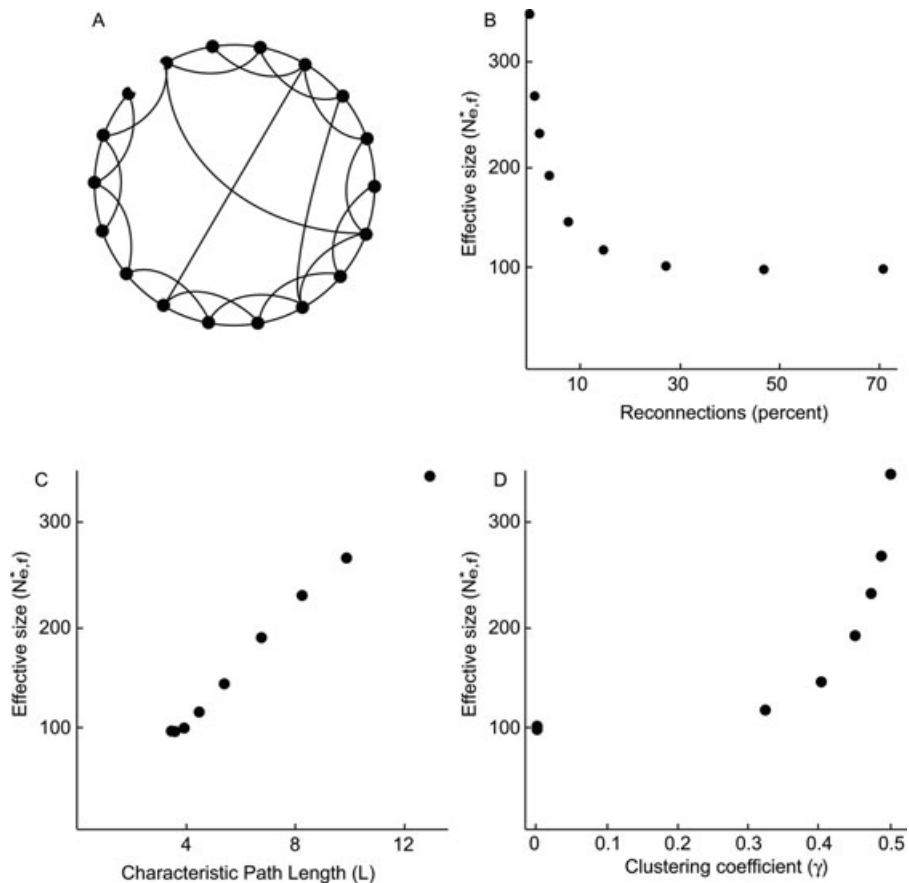 A
B
Effective size (N*e,f)
300
200
100
10 30 50 70
Reconnections (percent)
C
Effective size (N*e,f)
300
200
100
4 8 12
Characteristic Path Length (L)
D
Effective size (N*e,f)
300
200
100
0 0.1 0.2 0.3 0.4 0.5
Clustering coefficient (γ)